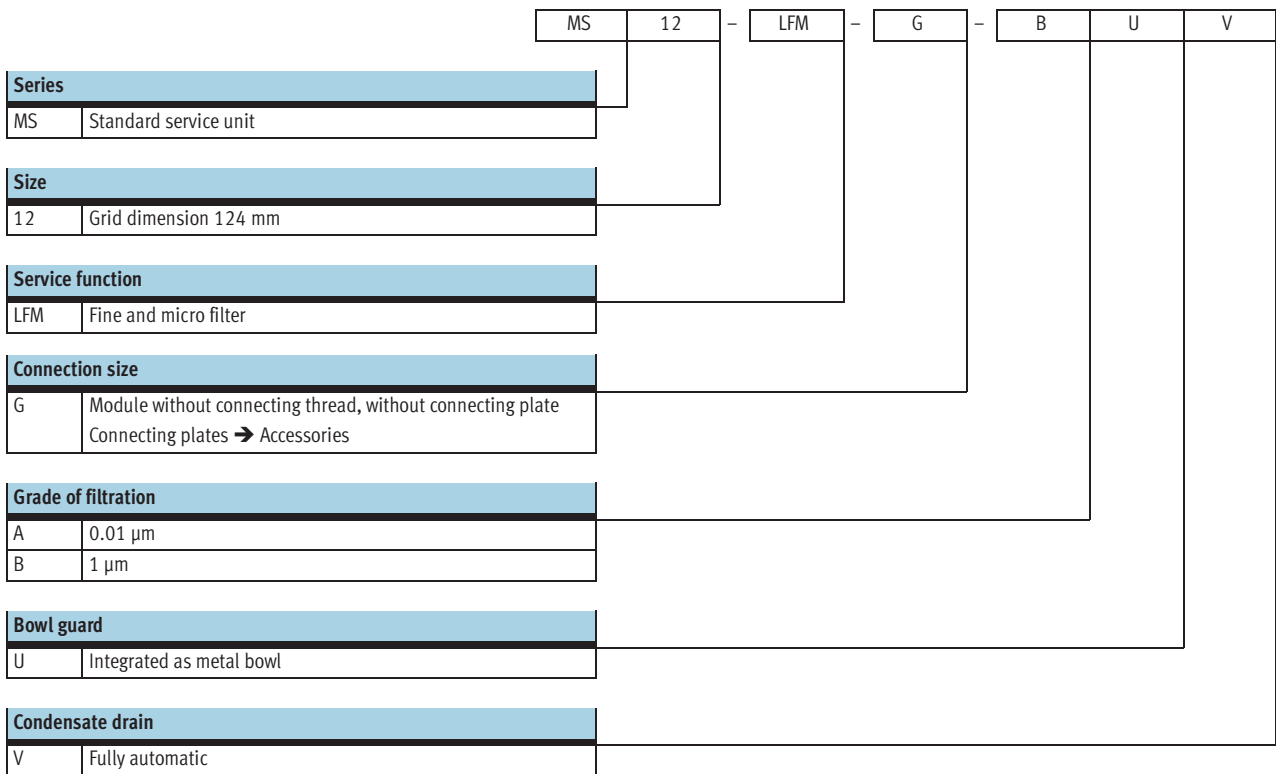 MS 12 – LFM – G – B U V
Series
MS Standard service unit
Size
12 Grid dimension 124 mm
Service function
LFM Fine and micro filter
Connection size
G Module without connecting thread, without connecting plate
Connecting plates ➔ Accessories
Grade of filtration
A 0.01 µm
B 1 µm
Bowl guard
U Integrated as metal bowl
Condensate drain
V Fully automatic